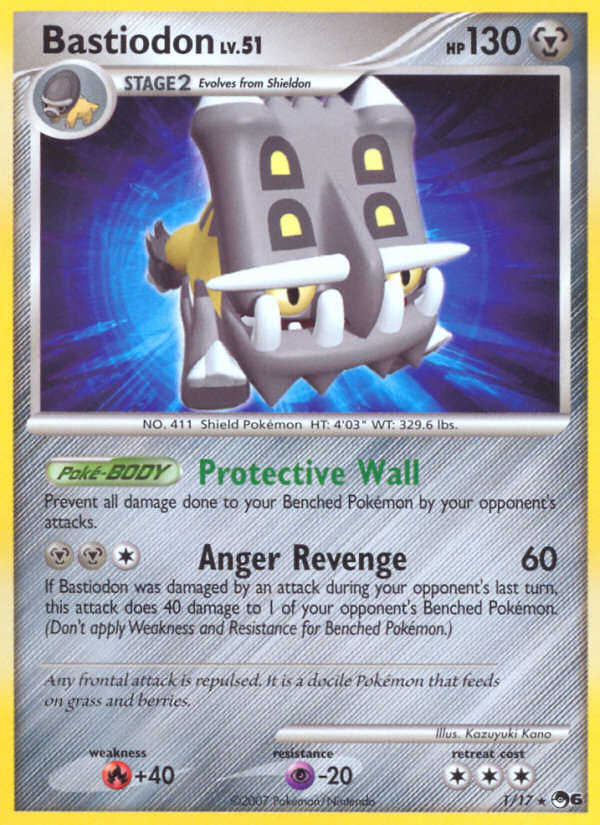 Bastiodon LV.51 HP 130
STAGE2 Evolves from Shieldon
NO. 411 Shield Pokémon HT: 4'03" WT: 329.6 lbs.
Poké-BODY Protective Wall
Prevent all damage done to your Benched Pokémon by your opponent's
attacks.
Anger Revenge 60
If Bastiodon was damaged by an attack during your opponent's last turn,
this attack does 40 damage to 1 of your opponent's Benched Pokémon.
(Don't apply Weakness and Resistance for Benched Pokémon.)
Any frontal attack is repulsed. It is a docile Pokémon that feeds
on grass and berries.
Illus. Kazuyuki Kano
weakness resistance retreat cost
+40 -20
©2007 Pokémon/Nintendo 1/17 ★ 6